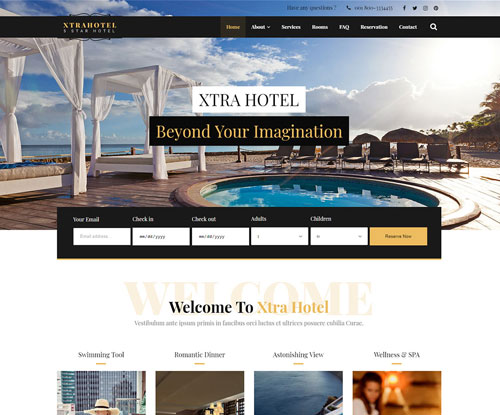 Have any questions ? +001 800-3334455
XTRAHOTEL
5 STAR HOTEL
Home About Services Rooms FAQ Reservation Contact
XTRA HOTEL
Beyond Your Imagination
Your Email Check in Check out Adults Children
Email address mm/dd/yyyy mm/dd/yyyy 1 0 Reserve Now
WELCOME
Welcome To Xtra Hotel
Vestibulum ante ipsum primis in faucibus orci luctus et ultrices posuere cubilia Curae.
Swimming Tool Romantic Dinner Astonishing View Wellness & SPA